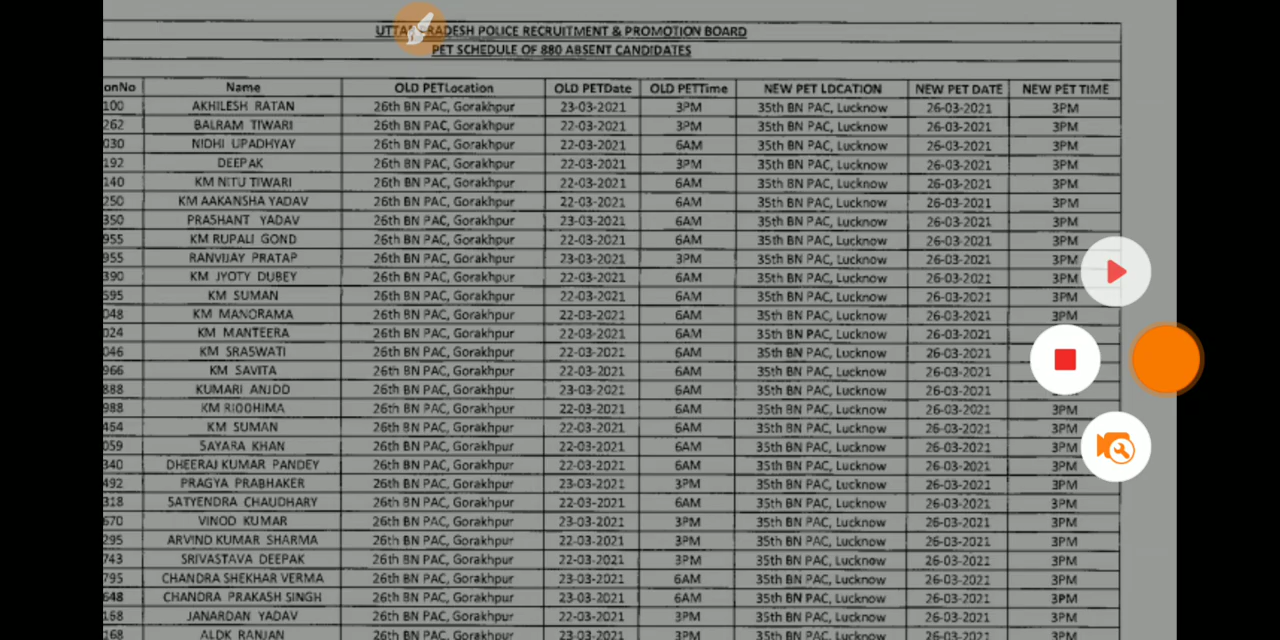 UTTA RADESH POLICE RECRUITMENT & PROMOTION BOARD
PET SCHEDULE OF 880 ABSENT CANDIDATES
onNo Name OLD PETLocation OLD PETDate OLD PETTime NEW PET LOCATION NEW PET DATE NEW PET TIME
100 AKHILESH RATAN 26th BN PAC, Gorakhpur 23-03-2021 3PM 35th BN PAC, Lucknow 26-03-2021 3PM
262 BALRAM TIWARI 26th BN PAC, Gorakhpur 22-03-2021 3PM 35th BN PAC, Lucknow 26-03-2021 3PM
030 NIDHI UPADHYAY 26th BN PAC, Gorakhpur 22-03-2021 6AM 35th BN PAC, Lucknow 26-03-2021 3PM
192 DEEPAK 26th BN PAC, Gorakhpur 22-03-2021 3PM 35th BN PAC, Lucknow 26-03-2021 3PM
140 KM NITU TIWARI 26th BN PAC, Gorakhpur 22-03-2021 6AM 35th BN PAC, Lucknow 26-03-2021 3PM
250 KM AAKANSHA YADAV 26th BN PAC, Gorakhpur 22-03-2021 6AM 35th BN PAC, Lucknow 26-03-2021 3PM
350 PRASHANT YADAV 26th BN PAC, Gorakhpur 23-03-2021 6AM 35th BN PAC, Lucknow 26-03-2021 3PM
955 KM RUPALI GOND 26th BN PAC, Gorakhpur 22-03-2021 6AM 35th BN PAC, Lucknow 26-03-2021 3PM
955 RANVIJAY PRATAP 26th BN PAC, Gorakhpur 23-03-2021 3PM 35th BN PAC, Lucknow 26-03-2021 3PM
390 KM JYOTY DUBEY 26th BN PAC, Gorakhpur 22-03-2021 6AM 35th BN PAC, Lucknow 26-03-2021 3PM
595 KM SUMAN 26th BN PAC, Gorakhpur 22-03-2021 6AM 35th BN PAC, Lucknow 26-03-2021 3PM
048 KM MANORAMA 26th BN PAC, Gorakhpur 22-03-2021 6AM 35th BN PAC, Lucknow 26-03-2021 3PM
024 KM MANTEERA 26th BN PAC, Gorakhpur 22-03-2021 6AM 35th BN PAC, Lucknow 26-03-2021
046 KM SRASWATI 26th BN PAC, Gorakhpur 22-03-2021 6AM 35th BN PAC, Lucknow 26-03-2021
966 KM SAVITA 26th BN PAC, Gorakhpur 22-03-2021 6AM 35th BN PAC, Lucknow 26-03-2021
888 KUMARI ANJDD 26th BN PAC, Gorakhpur 23-03-2021 6AM 35th BN PAC, Lucknow 26-03-2021
988 KM RIDDHIMA 26th BN PAC, Gorakhpur 22-03-2021 6AM 35th BN PAC, Lucknow 26-03-2021 3PM
454 KM SUMAN 26th BN PAC, Gorakhpur 22-03-2021 6AM 35th BN PAC, Lucknow 26-03-2021 3PM
059 SAYARA KHAN 26th BN PAC, Gorakhpur 22-03-2021 6AM 35th BN PAC, Lucknow 26-03-2021 3PM
340 DHEERAJ KUMAR PANDEY 26th BN PAC, Gorakhpur 22-03-2021 6AM 35th BN PAC, Lucknow 26-03-2021 3PM
492 PRAGYA PRABHAKER 26th BN PAC, Gorakhpur 23-03-2021 3PM 35th BN PAC, Lucknow 26-03-2021 3PM
318 SATYENDRA CHAUDHARY 26th BN PAC, Gorakhpur 22-03-2021 6AM 35th BN PAC, Lucknow 26-03-2021 3PM
670 VINOD KUMAR 26th BN PAC, Gorakhpur 23-03-2021 3PM 35th BN PAC, Lucknow 26-03-2021 3PM
295 ARVIND KUMAR SHARMA 26th BN PAC, Gorakhpur 22-03-2021 3PM 35th BN PAC, Lucknow 26-03-2021 3PM
743 SRIVASTAVA DEEPAK 26th BN PAC, Gorakhpur 22-03-2021 3PM 35th BN PAC, Lucknow 26-03-2021 3PM
795 CHANDRA SHEKHAR VERMA 26th BN PAC, Gorakhpur 23-03-2021 6AM 35th BN PAC, Lucknow 26-03-2021 3PM
648 CHANDRA PRAKASH SINGH 26th BN PAC, Gorakhpur 23-03-2021 6AM 35th BN PAC, Lucknow 26-03-2021 3PM
168 JANARDAN YADAV 26th BN PAC, Gorakhpur 22-03-2021 3PM 35th BN PAC, Lucknow 26-03-2021 3PM
168 ALDK RANJAN 26th BN PAC, Gorakhpur 23-03-2021 3PM 35th BN PAC, Lucknow 26-03-2021 3PM